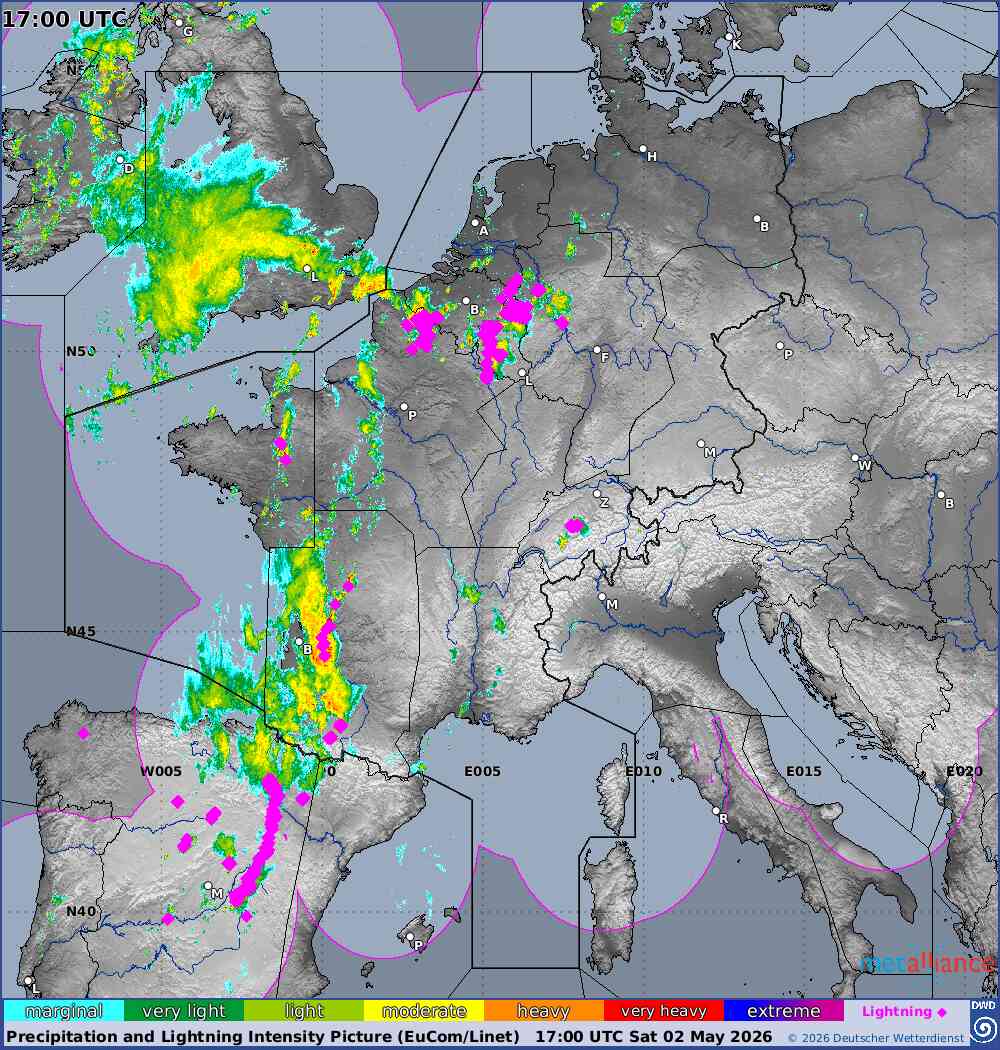 17:00 UTC
G
K
N55
D
H
A
B
L
B
N50
F
P
L
P
M
W
Z
B
M
N45
B
W005
0
E005
E010
E015
E020
R
M
N40
P
L
metalliance
marginal very light light moderate heavy very heavy extreme Lightning ◆
DWD
Precipitation and Lightning Intensity Picture (EuCom/Linet) 17:00 UTC Sat 02 May 2026 © 2026 Deutscher Wetterdienst